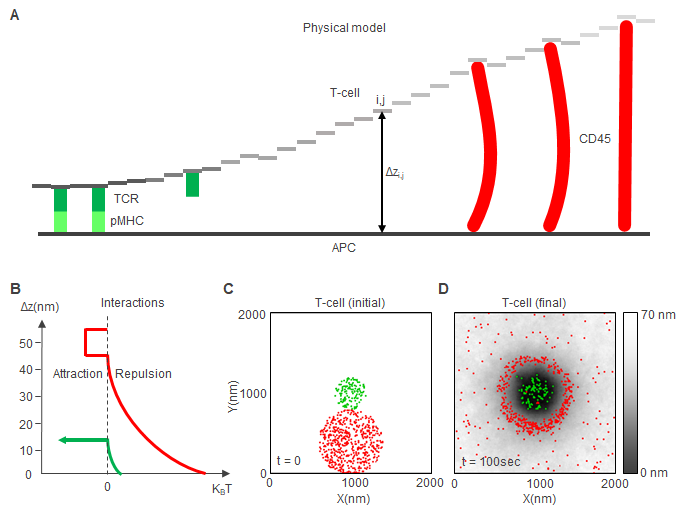 A
Physical model
T-cell
i,j
CD45
Δzi,j
TCR
pMHC
APC
B
Interactions
Δz(nm)
50
40
30
20
10
0
Attraction
Repulsion
0
KBT
C
T-cell (initial)
2000
1000
0
Y(nm)
t = 0
0
1000
2000
X(nm)
D
T-cell (final)
t = 100sec
0
1000
2000
X(nm)
70 nm
0 nm